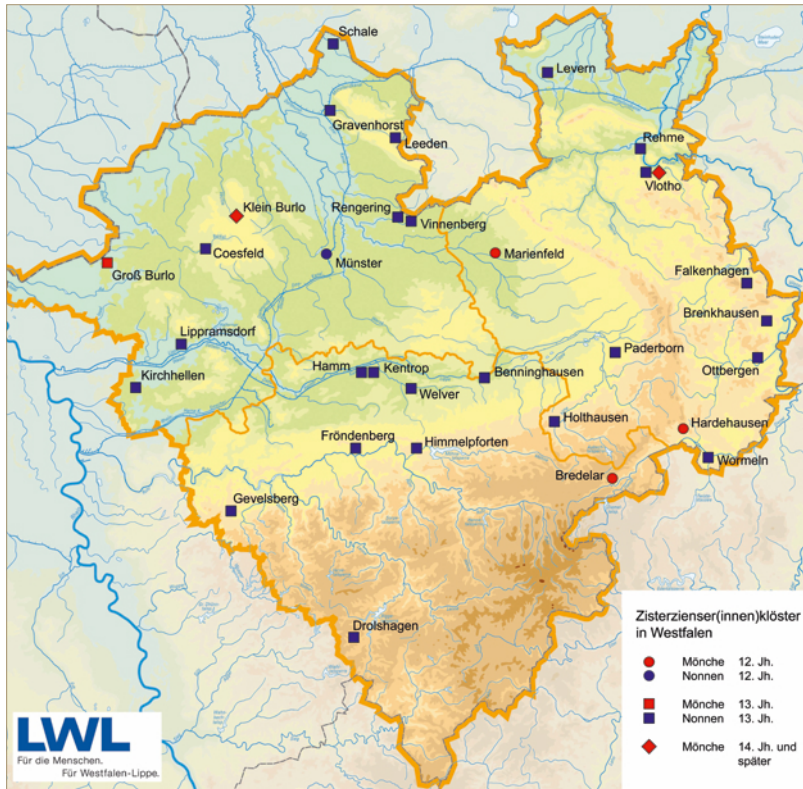 Schale
Levern
Gravenhorst
Leeden
Rehme
Vlotho
Klein Burlo
Rengering
Vinnenberg
Coesfeld
Münster
Marienfeld
Groß Burlo
Falkenhagen
Brenkhausen
Lippramsdorf
Paderborn
Ottbergen
Hamm
Kentrop
Benninghausen
Kirchhellen
Welver
Holthausen
Hardehausen
Fröndenberg
Himmelpforten
Wormeln
Bredelar
Gevelsberg
Drolshagen
Zisterzienser(innen)klöster
in Westfalen
Mönche 12. Jh.
Nonnen 12. Jh.
Mönche 13. Jh.
Nonnen 13. Jh.
Mönche 14. Jh. und
später
LWL
Für die Menschen.
Für Westfalen-Lippe.